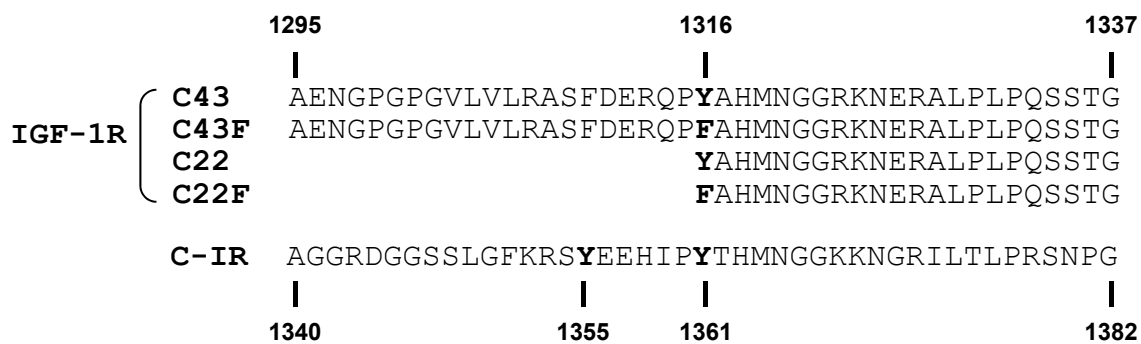 1295 1316 1337
C43 AENGPGPGVLVLRASFDERQPYAHMNGGRKNERALPLPQSSTG
IGF-1R
C43F AENGPGPGVLVLRASFDERQPFAHMNGGRKNERALPLPQSSTG
C22 YAHMNGGRKNERALPLPQSSTG
C22F FAHMNGGRKNERALPLPQSSTG
C-IR AGGRDGGSSLGFKRSYEEHIPYTHMNGGKKNGRILTLPRSNPG
1340 1355 1361 1382